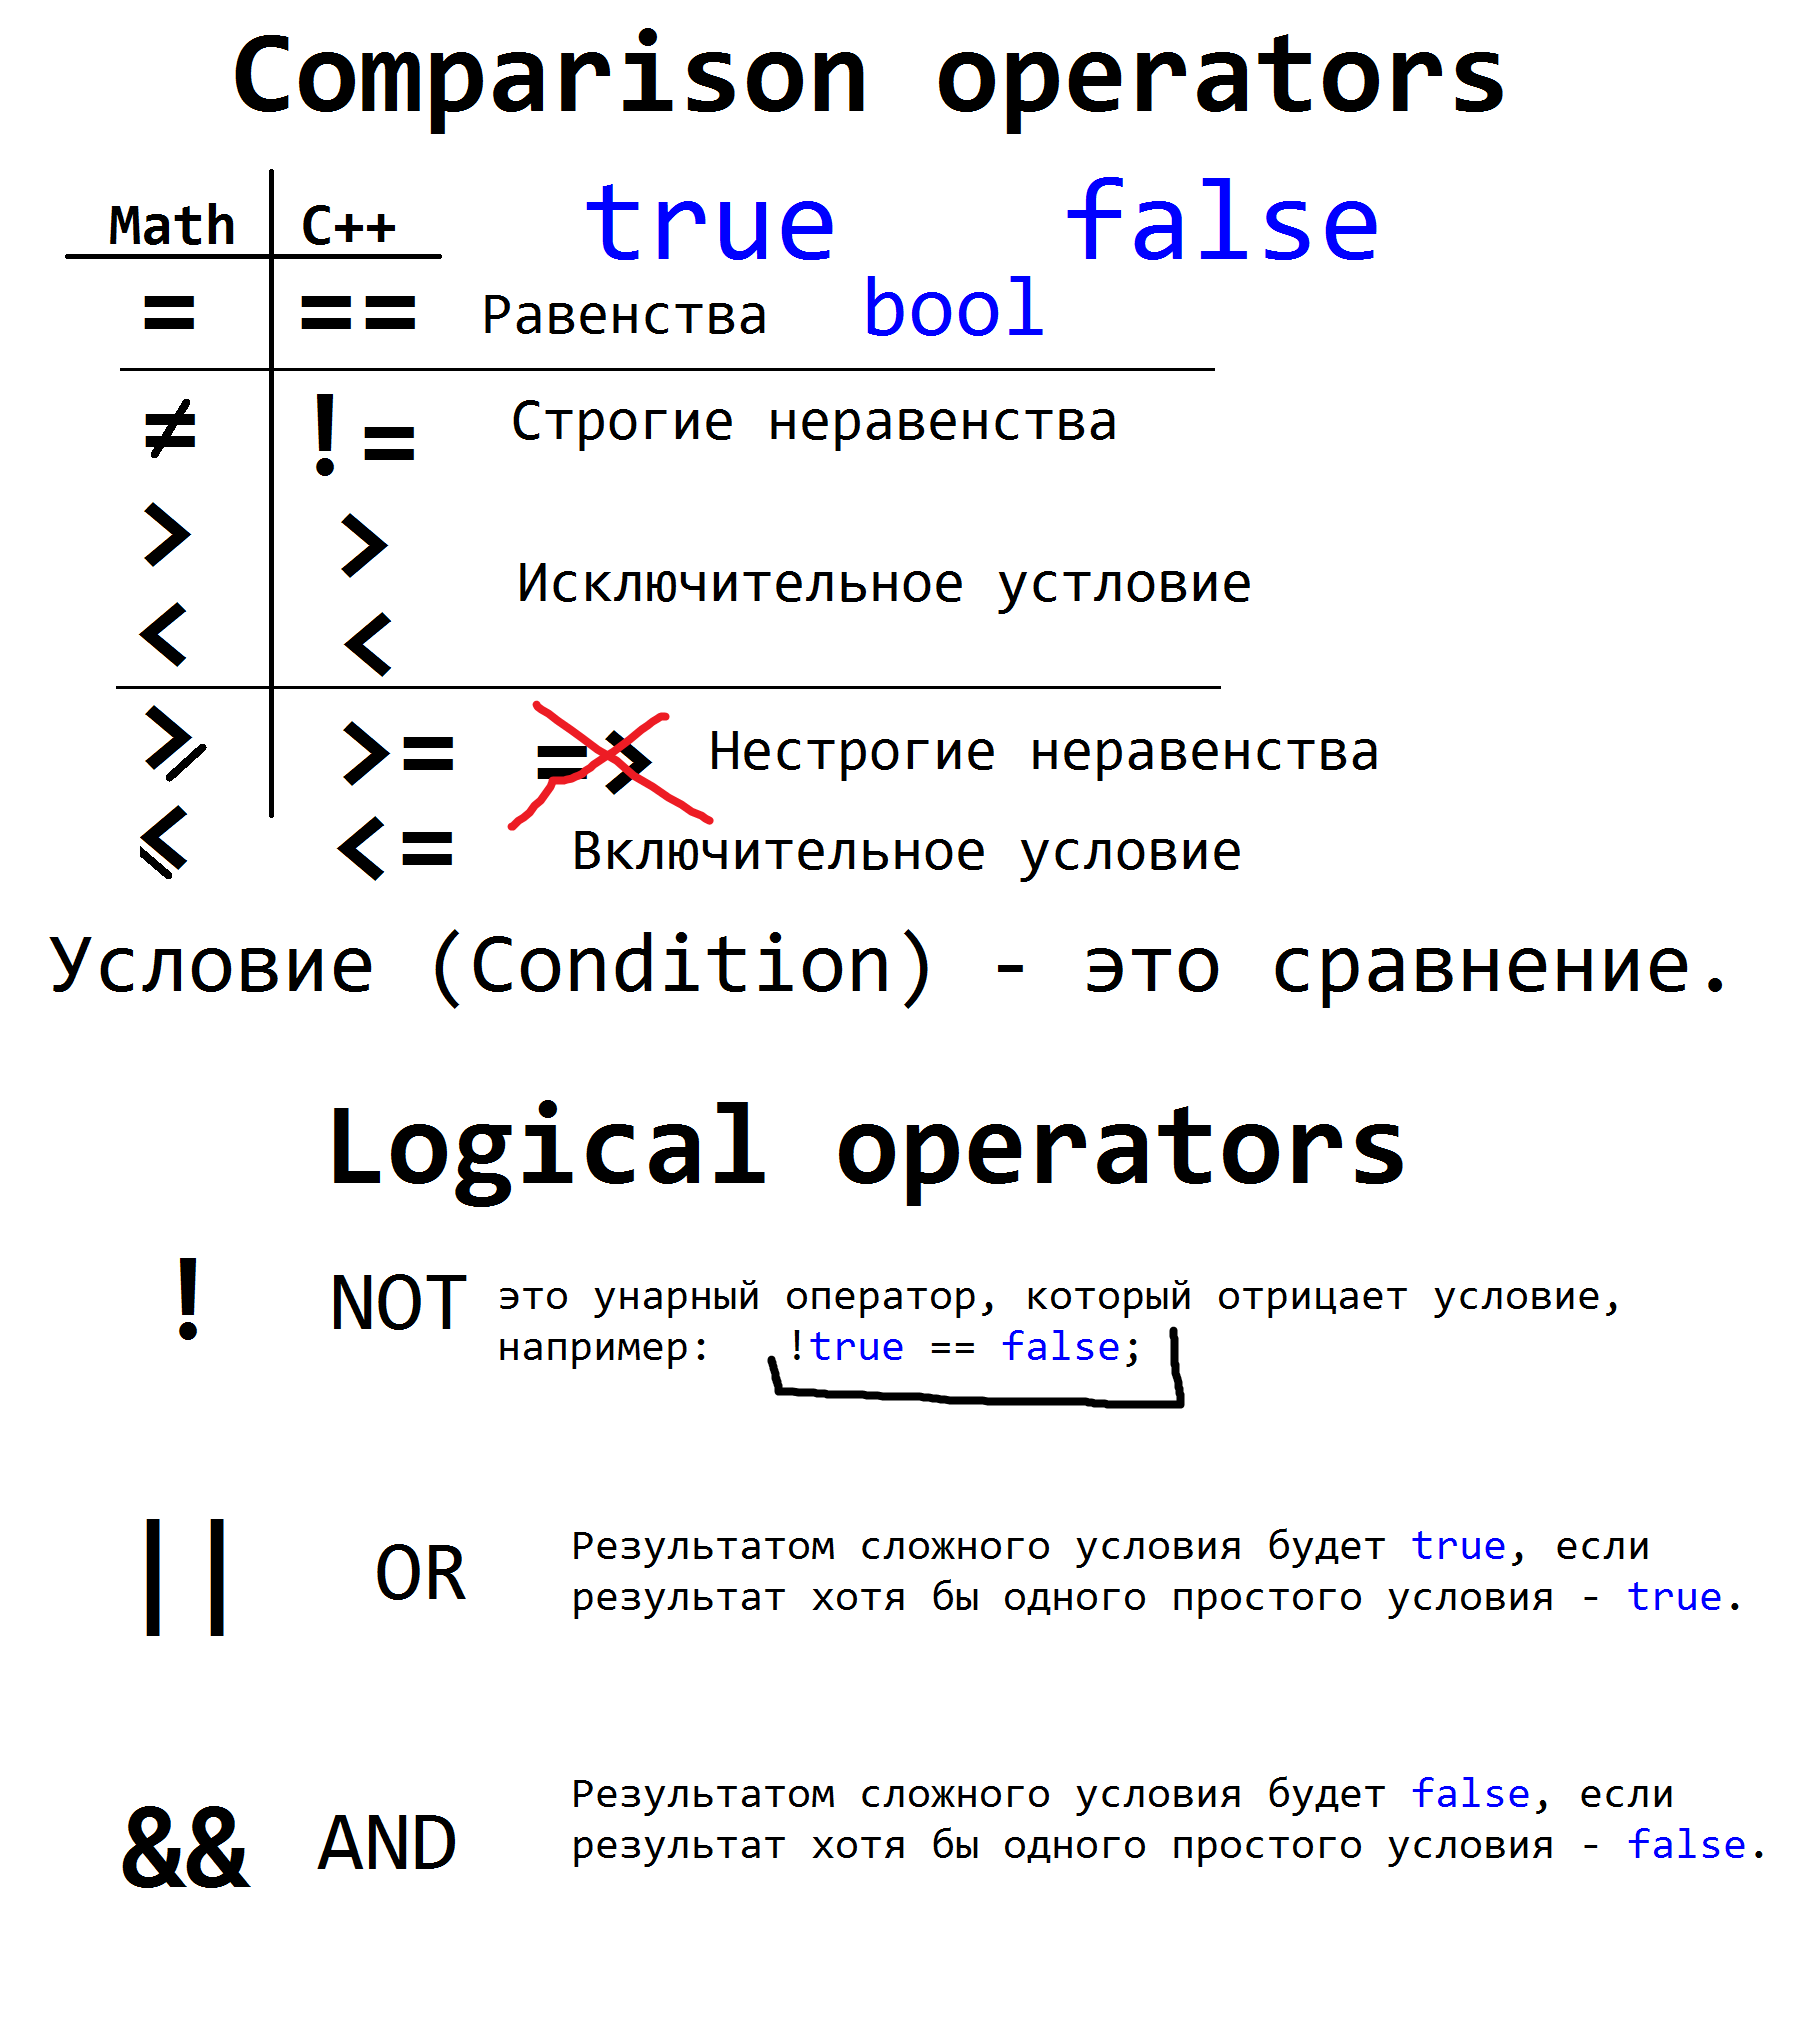 Comparison operators
Math C++ true false
= == Равенства bool
≠ != Строгие неравенства
> >
Исключительное устловие
< <
⩾ >= => Нестрогие неравенства
⩽ <= Включительное условие
Условие (Condition) - это сравнение.
Logical operators
! NOT это унарный оператор, который отрицает условие,
например: !true == false;
|| OR Результатом сложного условия будет true, если
результат хотя бы одного простого условия - true.
&& AND Результатом сложного условия будет false, если
результат хотя бы одного простого условия - false.